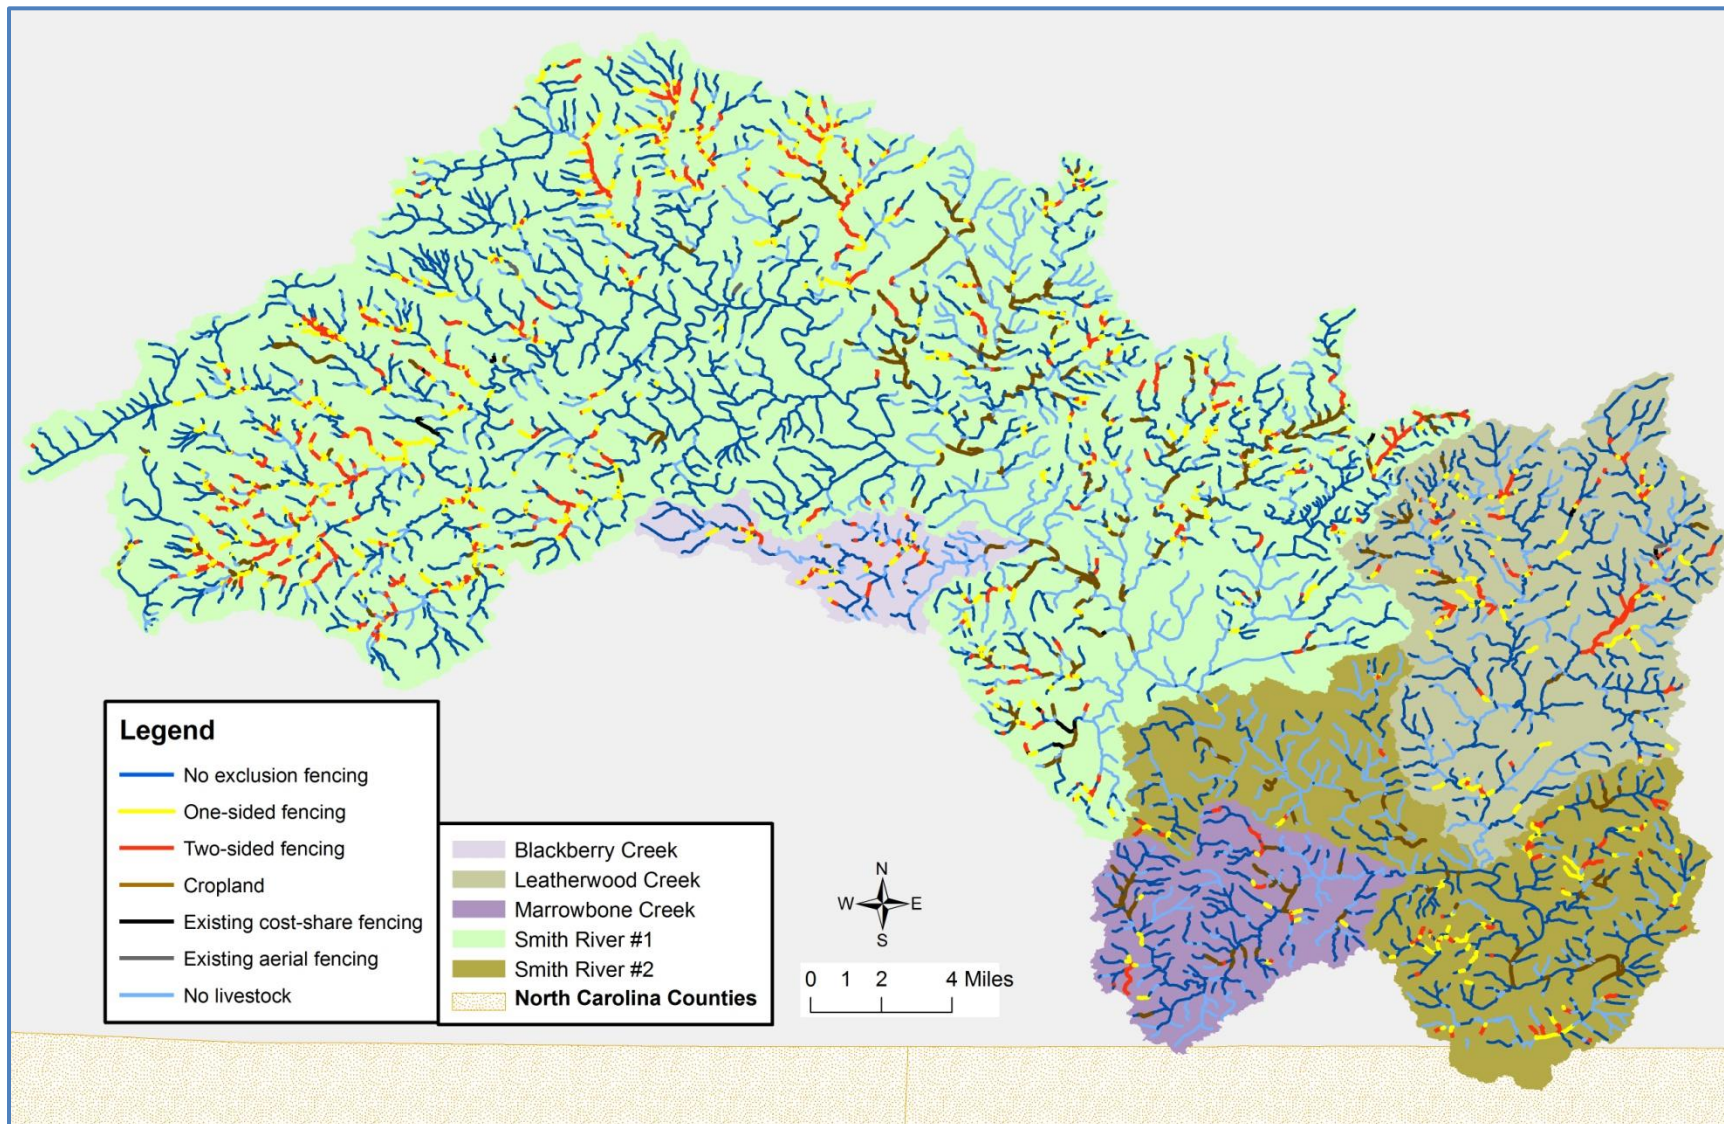 Legend
No exclusion fencing
One-sided fencing
Two-sided fencing
Cropland
Existing cost-share fencing
Existing aerial fencing
No livestock
Blackberry Creek
Leatherwood Creek
Marrowbone Creek
Smith River #1
Smith River #2
North Carolina Counties
N
W E
S
0 1 2 4 Miles